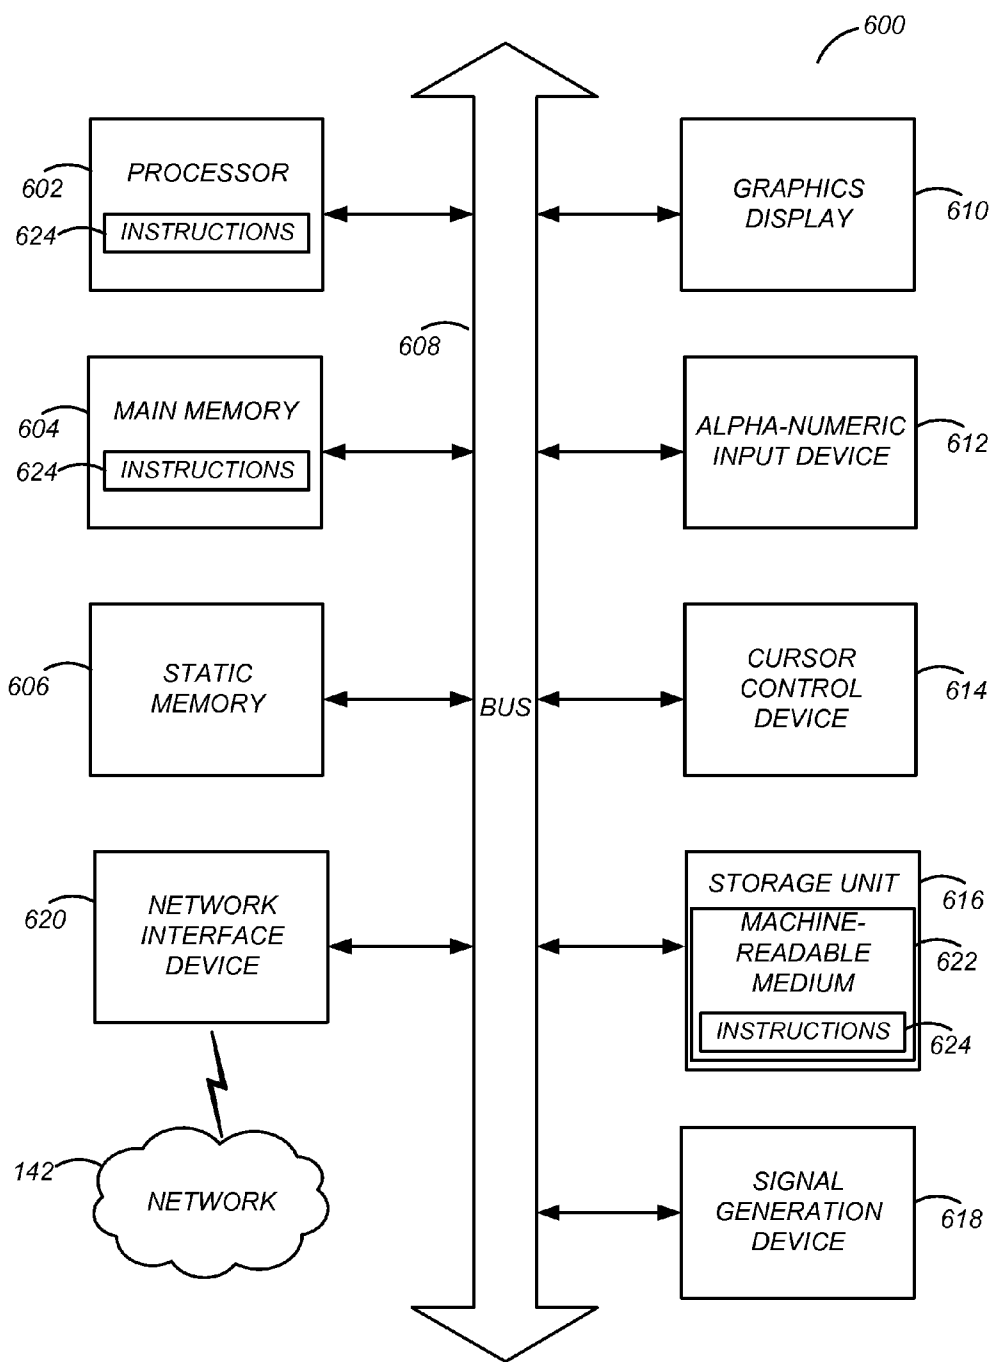 600
PROCESSOR
602
624
INSTRUCTIONS
GRAPHICS
DISPLAY
610
608
MAIN MEMORY
604
624
INSTRUCTIONS
ALPHA-NUMERIC
INPUT DEVICE
612
STATIC
MEMORY
606
BUS
CURSOR
CONTROL
DEVICE
614
NETWORK
INTERFACE
DEVICE
620
STORAGE UNIT
616
MACHINE-
READABLE
MEDIUM
622
INSTRUCTIONS
624
142
NETWORK
SIGNAL
GENERATION
DEVICE
618